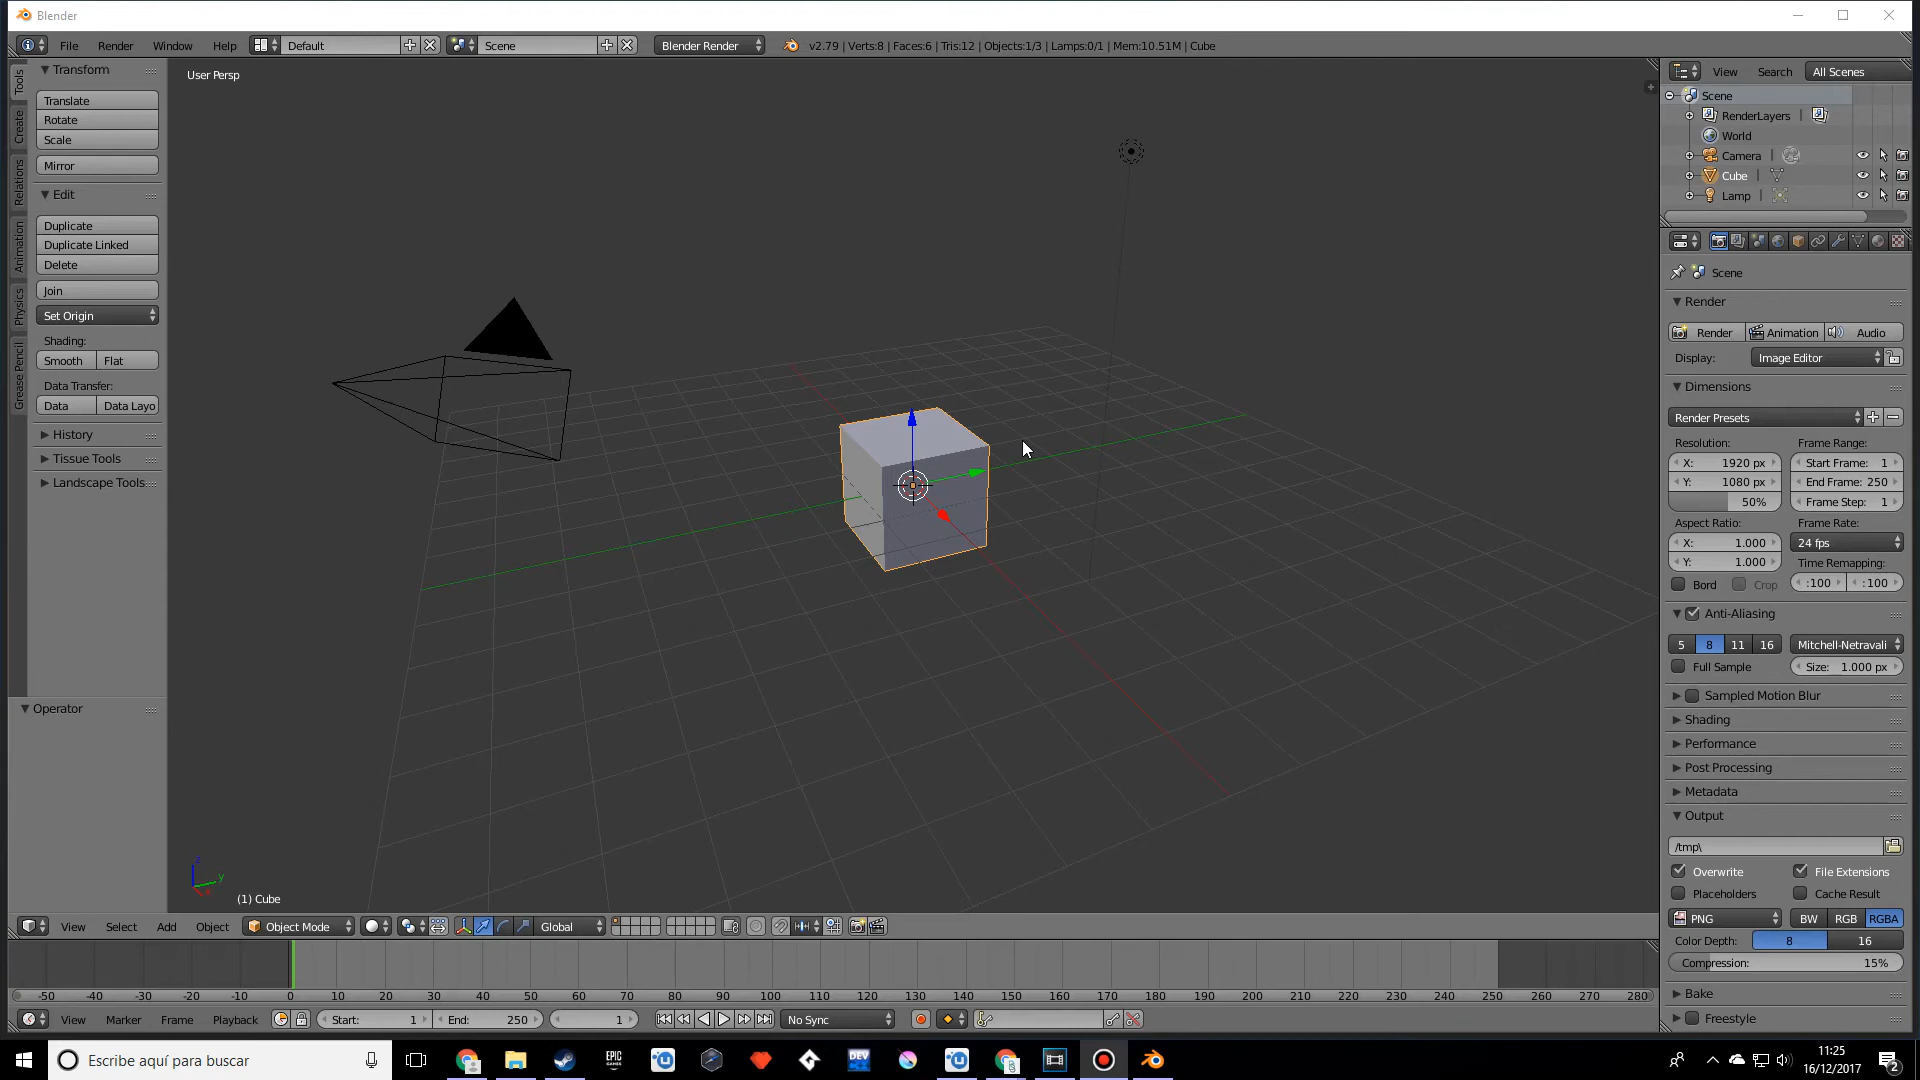 Blender
File Render Window Help Default Scene Blender Render v2.79 | Verts:8 | Faces:6 | Tris:12 | Objects:1/3 | Lamps:0/1 | Mem:10.51M | Cube
Tools
Create
Relations
Animation
Physics
Grease Pencil
Transform
Translate
Rotate
Scale
Mirror
Edit
Duplicate
Duplicate Linked
Delete
Join
Set Origin
Shading:
Smooth Flat
Data Transfer:
Data Data Layo
History
Tissue Tools
Landscape Tools
Operator
User Persp
z
y
(1) Cube
View Select Add Object Object Mode Global
View Search All Scenes
Scene
RenderLayers
World
Camera
Cube
Lamp
Scene
Render
Render Animation Audio
Display: Image Editor
Dimensions
Render Presets
Resolution: Frame Range:
X: 1920 px Start Frame: 1
Y: 1080 px End Frame: 250
50% Frame Step: 1
Aspect Ratio: Frame Rate:
X: 1.000 24 fps
Y: 1.000 Time Remapping:
Bord Crop :100 :100
Anti-Aliasing
5 8 11 16 Mitchell-Netravali
Full Sample Size: 1.000 px
Sampled Motion Blur
Shading
Performance
Post Processing
Metadata
Output
/tmp\
Overwrite File Extensions
Placeholders Cache Result
PNG BW RGB RGBA
Color Depth: 8 16
Compression: 15%
Bake
Freestyle
-50 -40 -30 -20 -10 0 10 20 30 40 50 60 70 80 90 100 110 120 130 140 150 160 170 180 190 200 210 220 230 240 250 260 270 280
View Marker Frame Playback Start: 1 End: 250 1 No Sync
Escribe aquí para buscar
EPIC
GAMES
DEV
11:25
16/12/2017
2